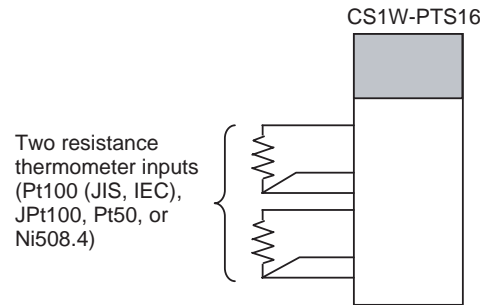 CS1W-PTS16
Two resistance
thermometer inputs
(Pt100 (JIS, IEC),
JPt100, Pt50, or
Ni508.4)